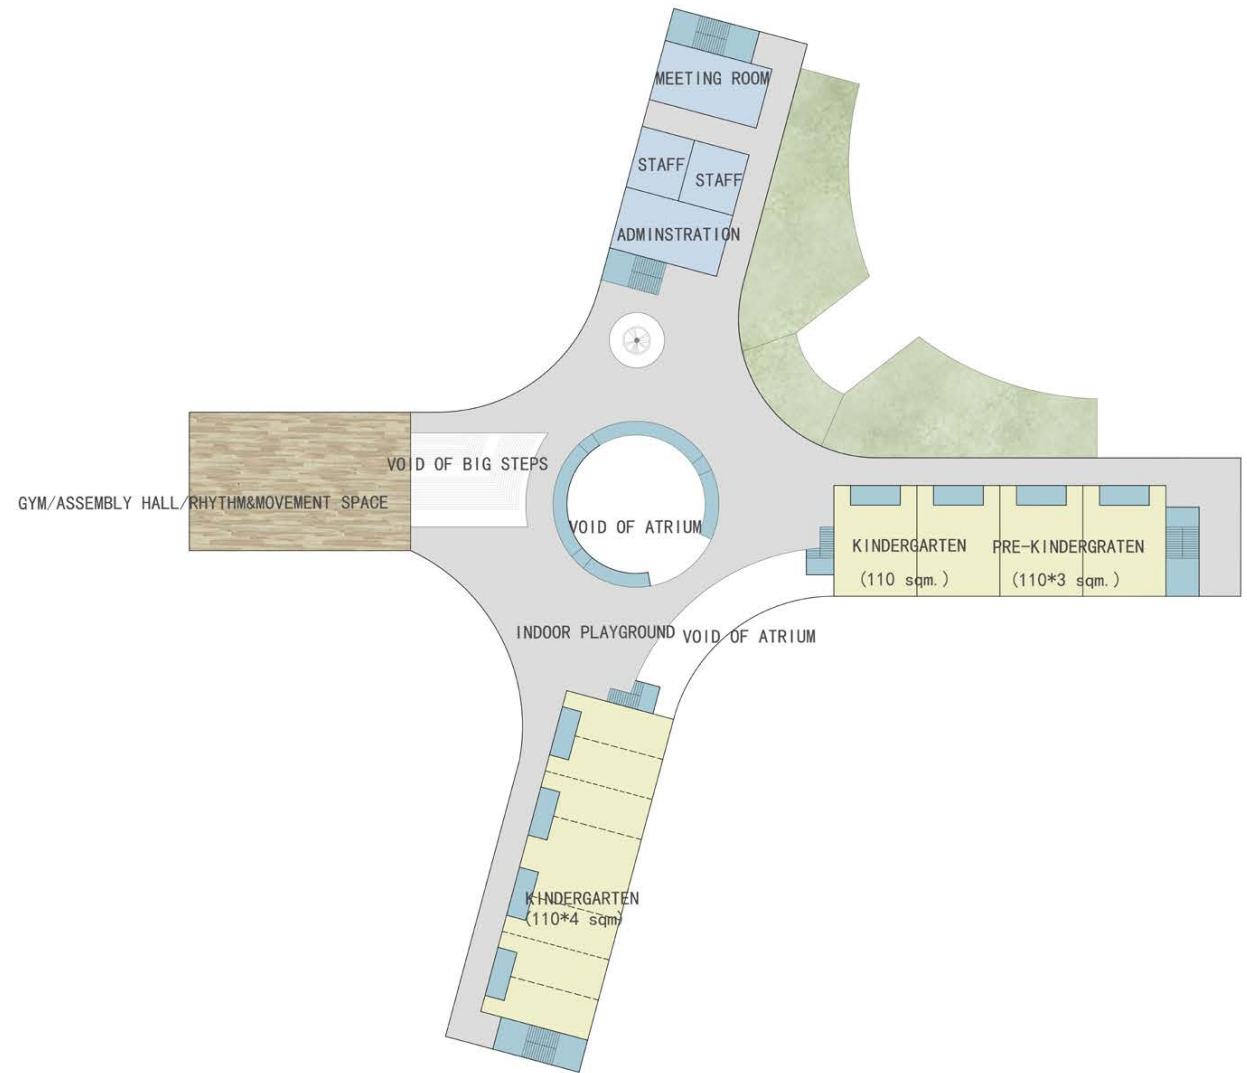 MEETING ROOM
STAFF
STAFF
ADMINSTRATION
VOID OF BIG STEPS
GYM/ASSEMBLY HALL/RHYTHM&MOVEMENT SPACE
VOID OF ATRIUM
KINDERGARTEN
(110 sqm.)
PRE-KINDERGRATEN
(110*3 sqm.)
INDOOR PLAYGROUND
VOID OF ATRIUM
KINDERGARTEN
(110*4 sqm)